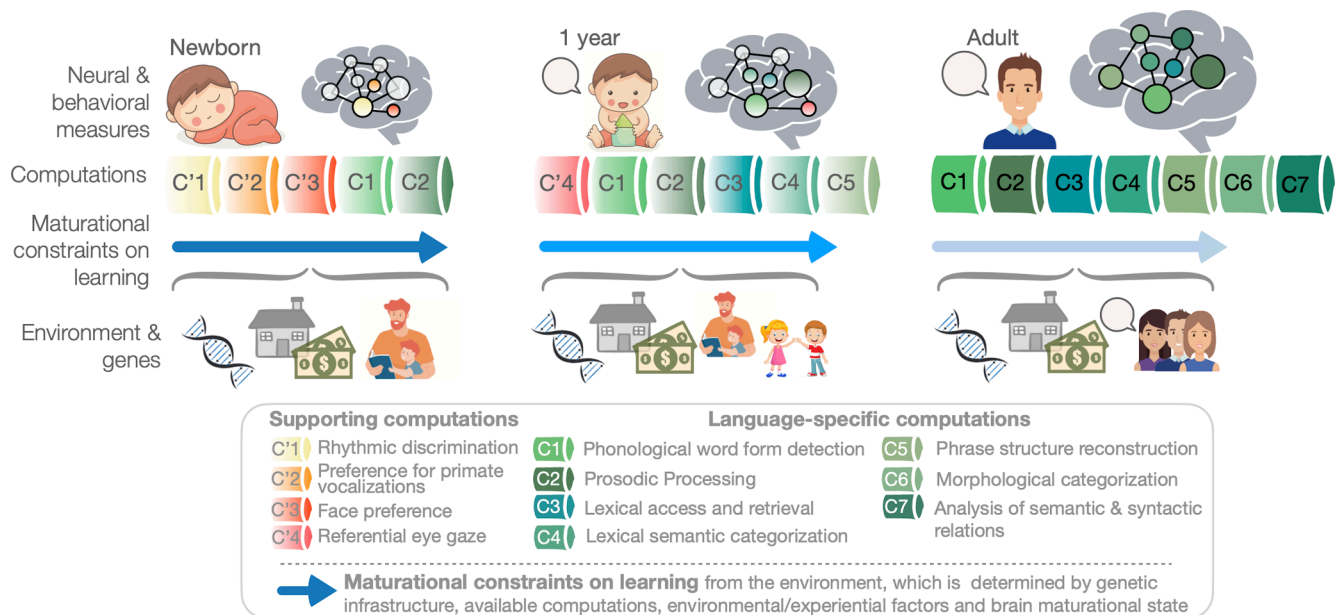 Newborn
1 year
Adult
Neural &
behavioral
measures
Computations
C'1 C'2 C'3 C1 C2
C'4 C1 C2 C3 C4 C5
C1 C2 C3 C4 C5 C6 C7
Maturational
constraints on
learning
Environment &
genes
$
$
$
Supporting computations
C'1 Rhythmic discrimination
C'2 Preference for primate
vocalizations
C'3 Face preference
C'4 Referential eye gaze
Language-specific computations
C1 Phonological word form detection
C2 Prosodic Processing
C3 Lexical access and retrieval
C4 Lexical semantic categorization
C5 Phrase structure reconstruction
C6 Morphological categorization
C7 Analysis of semantic & syntactic
relations
Maturational constraints on learning from the environment, which is determined by genetic
infrastructure, available computations, environmental/experiential factors and brain maturational state